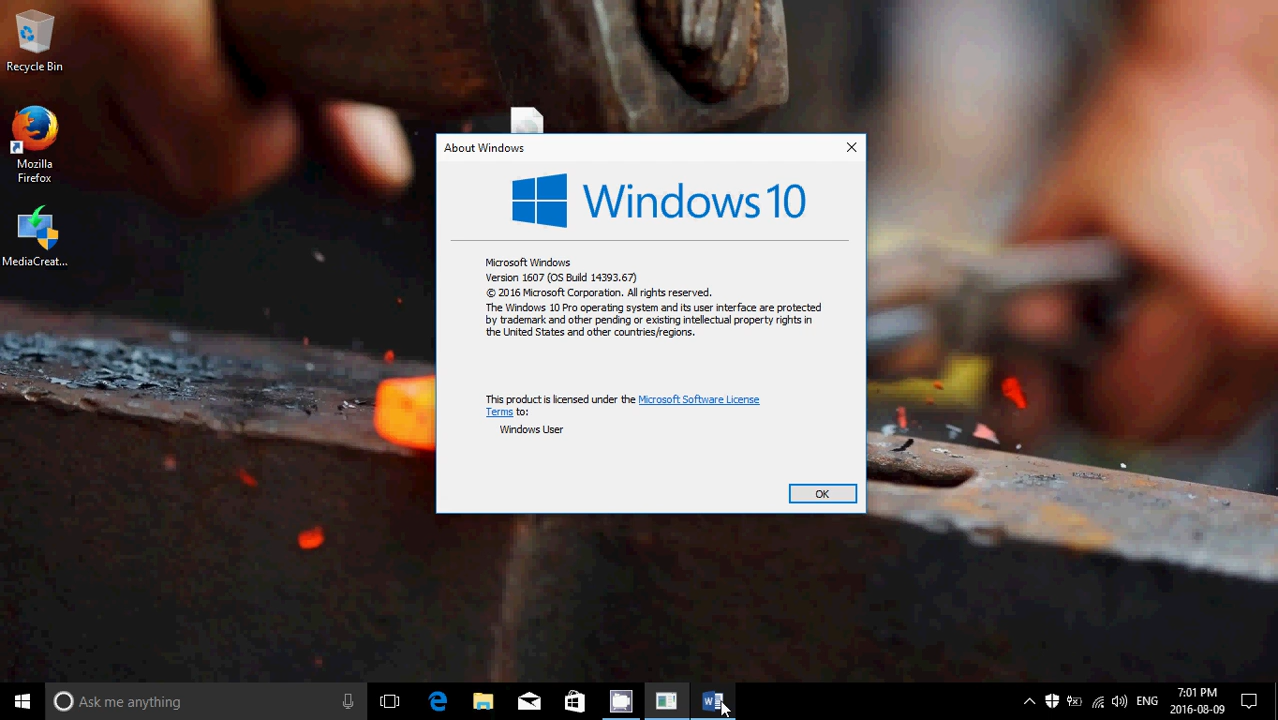 Recycle Bin
Mozilla
Firefox
MediaCreat...
About Windows
Windows 10
Microsoft Windows
Version 1607 (OS Build 14393.67)
© 2016 Microsoft Corporation. All rights reserved.
The Windows 10 Pro operating system and its user interface are protected
by trademark and other pending or existing intellectual property rights in
the United States and other countries/regions.
This product is licensed under the Microsoft Software License
Terms to:
Windows User
OK
Ask me anything
ENG
7:01 PM
2016-08-09